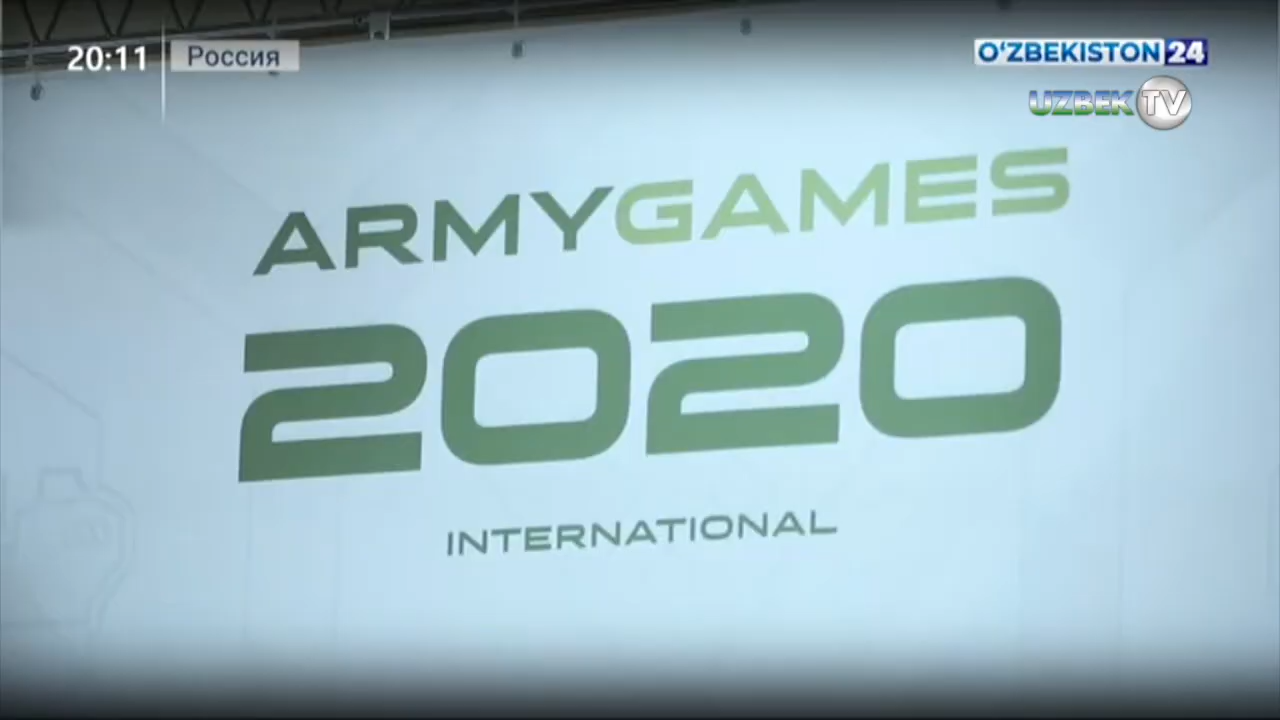 20:11 Россия
O‘ZBEKISTON 24
UZBEK TV
ARMYGAMES
2020
INTERNATIONAL